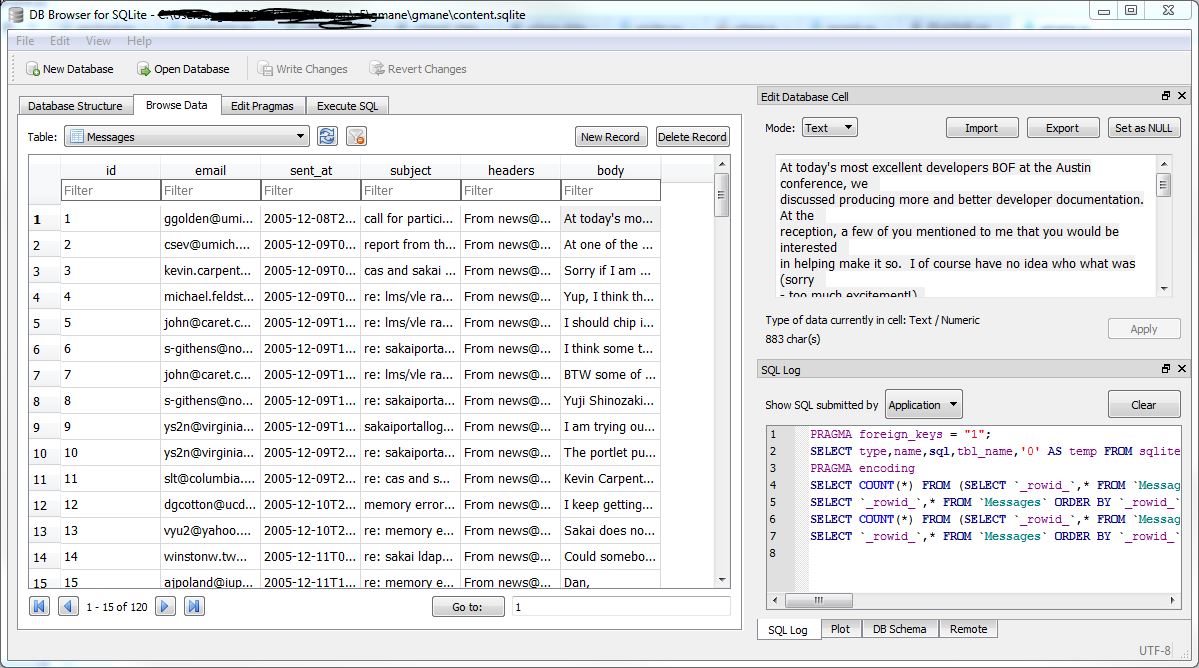 DB Browser for SQLite - gmane\gmane\content.sqlite
File Edit View Help
New Database Open Database Write Changes Revert Changes
Database Structure Browse Data Edit Pragmas Execute SQL
Table: Messages New Record Delete Record
id email sent_at subject headers body
Filter Filter Filter Filter Filter Filter
1 1 ggolden@umi... 2005-12-08T2... call for partici... From news@... At today's mo...
2 2 csev@umich.... 2005-12-09T0... report from th... From news@... At one of the ...
3 3 kevin.carpent... 2005-12-09T0... cas and sakai ... From news@... Sorry if I am ...
4 4 michael.feldst... 2005-12-09T0... re: lms/vle ra... From news@... Yup, I think th...
5 5 john@caret.c... 2005-12-09T1... re: lms/vle ra... From news@... I should chip i...
6 6 s-githens@no... 2005-12-09T1... re: sakaiporta... From news@... I think some t...
7 7 john@caret.c... 2005-12-09T1... re: lms/vle ra... From news@... BTW some of ...
8 8 s-githens@no... 2005-12-09T1... re: sakaiporta... From news@... Yuji Shinozaki...
9 9 ys2n@virginia... 2005-12-09T1... sakaiportallog... From news@... I am trying ou...
10 10 ys2n@virginia... 2005-12-09T1... re: sakaiporta... From news@... The portlet pu...
11 11 slt@columbia.... 2005-12-09T2... re: cas and s... From news@... Kevin Carpent...
12 12 dgcotton@ucd... 2005-12-09T2... memory error... From news@... I keep getting...
13 13 vyu2@yahoo.... 2005-12-10T2... re: memory e... From news@... Sakai does no...
14 14 winstonw.tw... 2005-12-11T0... re: sakai ldap... From news@... Could somebo...
15 15 ajpoland@iup... 2005-12-11T1... re: memory e... From news@... Dan,
1 - 15 of 120 Go to: 1
Edit Database Cell
Mode: Text Import Export Set as NULL
At today's most excellent developers BOF at the Austin
conference, we
discussed producing more and better developer documentation.
At the
reception, a few of you mentioned to me that you would be
interested
in helping make it so.  I of course have no idea who what was
(sorry
- too much excitement!)
Type of data currently in cell: Text / Numeric
883 char(s)
Apply
SQL Log
Show SQL submitted by Application Clear
1 PRAGMA foreign_keys = "1";
2 SELECT type,name,sql,tbl_name,'0' AS temp FROM sqlite
3 PRAGMA encoding
4 SELECT COUNT(*) FROM (SELECT `_rowid_`,* FROM `Messag
5 SELECT `_rowid_`,* FROM `Messages` ORDER BY `_rowid_`
6 SELECT COUNT(*) FROM (SELECT `_rowid_`,* FROM `Messag
7 SELECT `_rowid_`,* FROM `Messages` ORDER BY `_rowid_`
8
SQL Log Plot DB Schema Remote
UTF-8